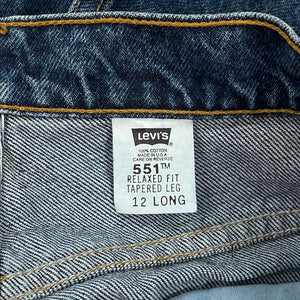 LEVI'S
100% COTTON
MADE IN U.S.A.
CARE ON REVERSE
551™
RELAXED FIT
TAPERED LEG
12 LONG